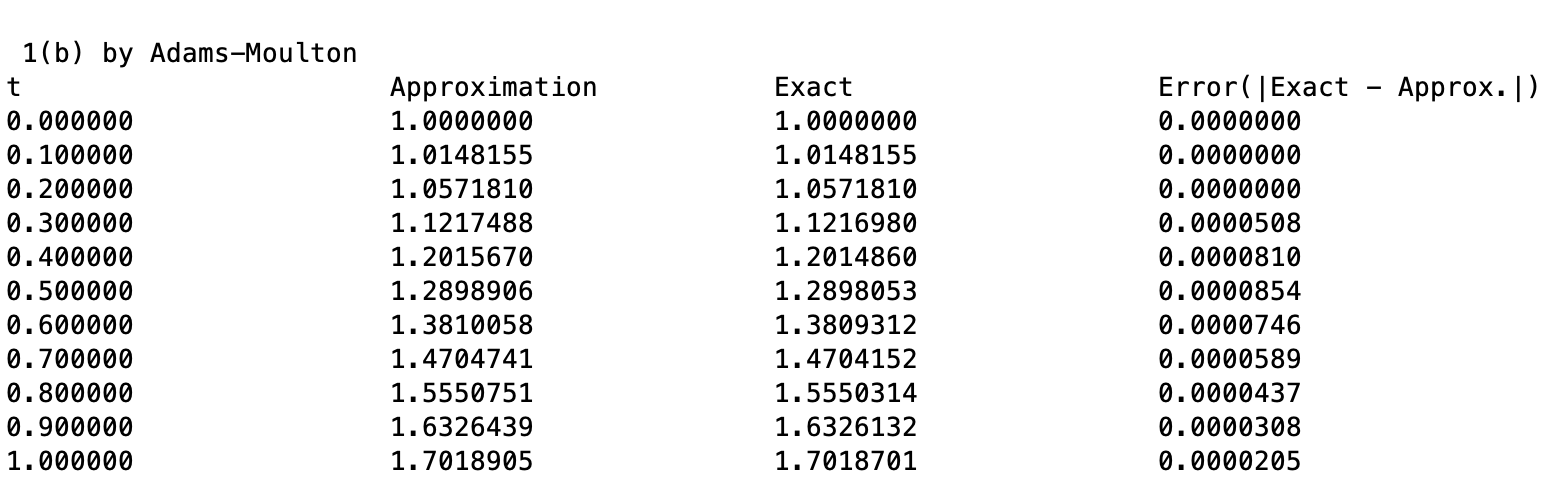 1(b) by Adams-Moulton
t Approximation Exact Error(|Exact - Approx.|)
0.000000 1.0000000 1.0000000 0.0000000
0.100000 1.0148155 1.0148155 0.0000000
0.200000 1.0571810 1.0571810 0.0000000
0.300000 1.1217488 1.1216980 0.0000508
0.400000 1.2015670 1.2014860 0.0000810
0.500000 1.2898906 1.2898053 0.0000854
0.600000 1.3810058 1.3809312 0.0000746
0.700000 1.4704741 1.4704152 0.0000589
0.800000 1.5550751 1.5550314 0.0000437
0.900000 1.6326439 1.6326132 0.0000308
1.000000 1.7018905 1.7018701 0.0000205